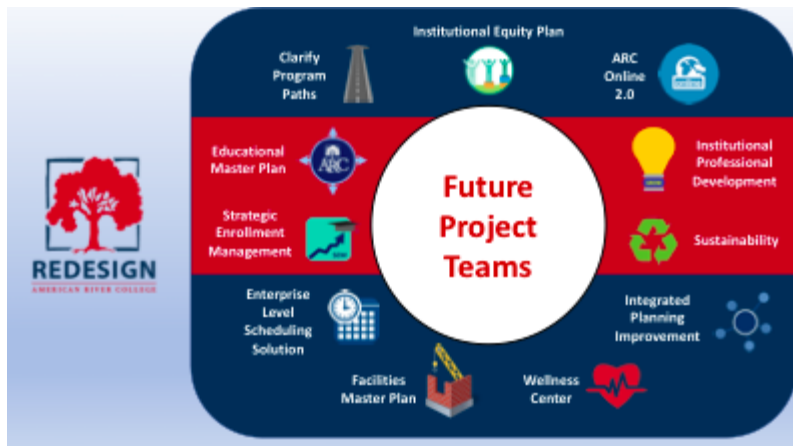 Institutional Equity Plan
Clarify
Program
Paths
ARC
Online
2.0
Educational
Master Plan
ARC
Institutional
Professional
Development
Future
Project
Teams
Strategic
Enrollment
Management
Sustainability
REDESIGN
AMERICAN RIVER COLLEGE
Enterprise
Level
Scheduling
Solution
Integrated
Planning
Improvement
Facilities
Master Plan
Wellness
Center